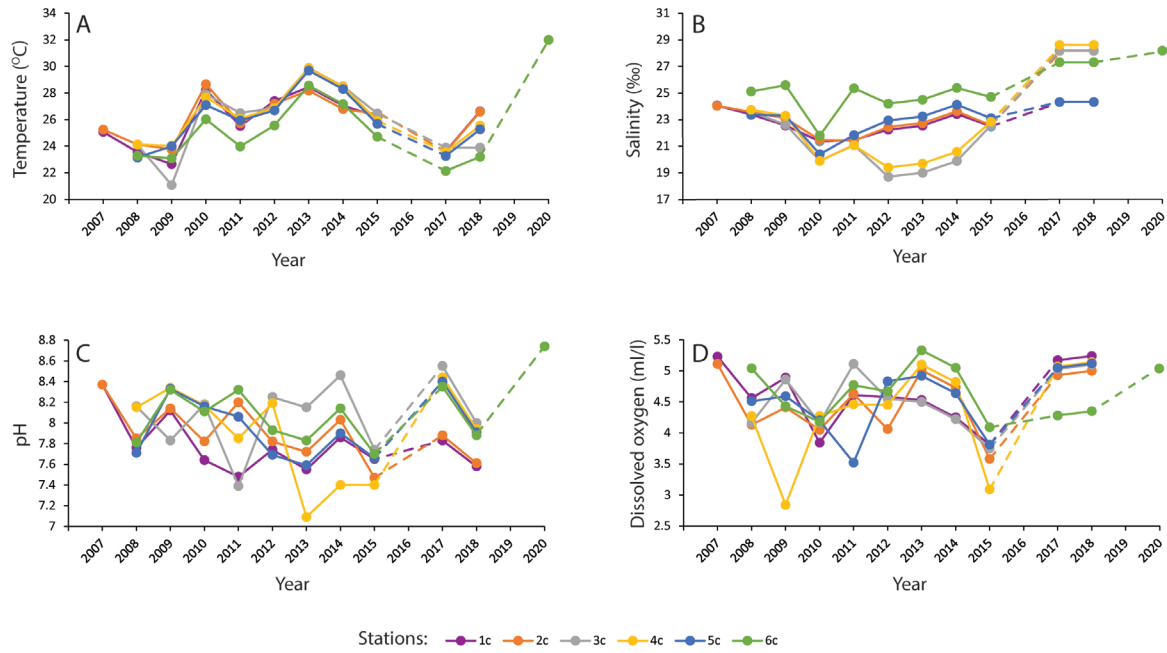 A
Temperature (°C)
34
32
30
28
26
24
22
20
2007 2008 2009 2010 2011 2012 2013 2014 2015 2016 2017 2018 2019 2020
Year
B
Salinity (‰)
31
29
27
25
23
21
19
17
2007 2008 2009 2010 2011 2012 2013 2014 2015 2016 2017 2018 2019 2020
Year
C
pH
8.8
8.6
8.4
8.2
8
7.8
7.6
7.4
7.2
7
2007 2008 2009 2010 2011 2012 2013 2014 2015 2016 2017 2018 2019 2020
Year
D
Dissolved oxygen (ml/l)
5.5
5
4.5
4
3.5
3
2.5
2007 2008 2009 2010 2011 2012 2013 2014 2015 2016 2017 2018 2019 2020
Year
Stations: 1c 2c 3c 4c 5c 6c